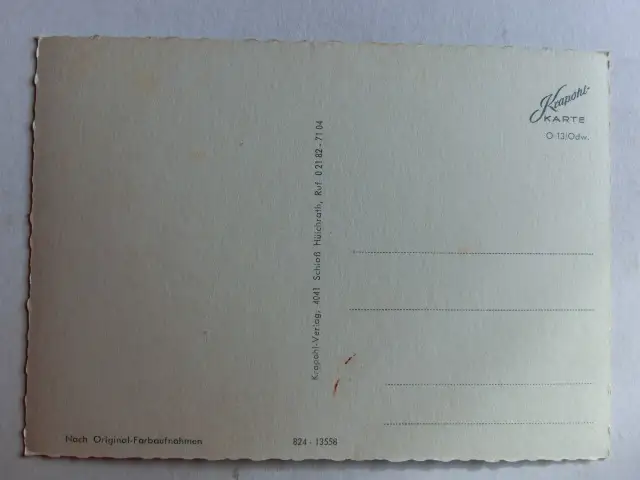 Krapohl-
KARTE
O-13/Odw.
Krapohl-Verlag, 4041 Schloß Hülchrath, Ruf 0 21 82 - 71 04
Nach Original-Farbaufnahmen
824 - 13558